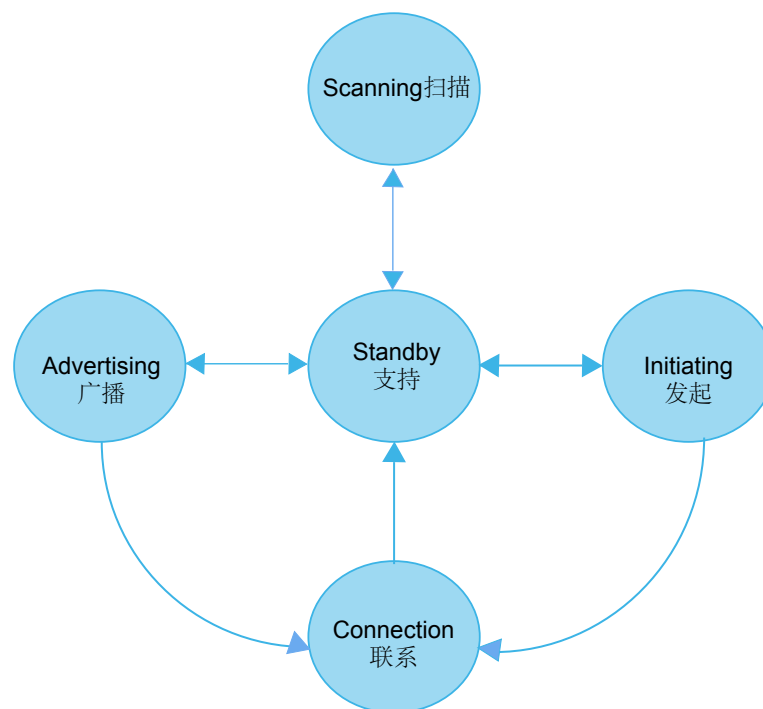 Scanning扫描
Advertising
广播
Standby
支持
Initiating
发起
Connection
联系